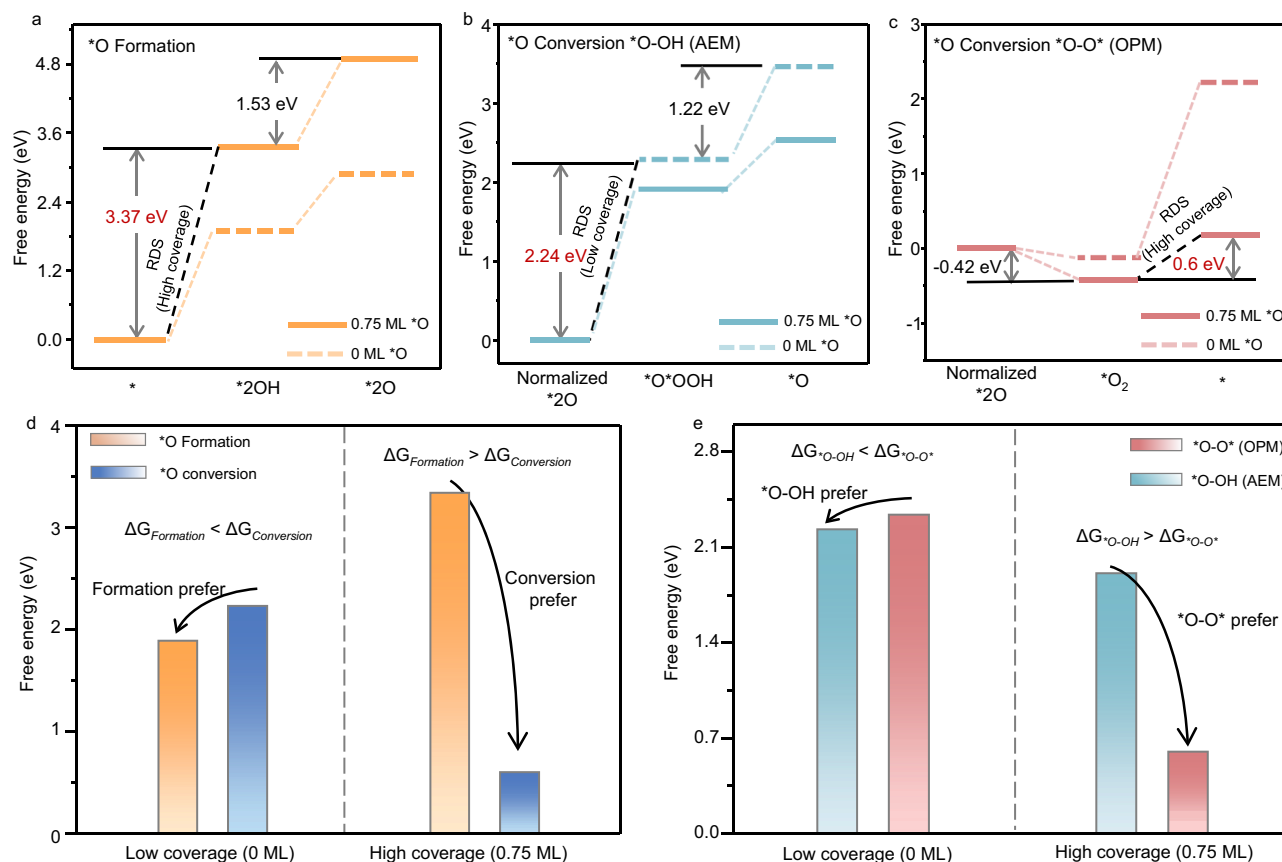 a
*O Formation
Free energy (eV)
4.8
3.6
2.4
1.2
0.0
1.53 eV
3.37 eV
RDS
(High coverage)
0.75 ML *O
0 ML *O
*
*2OH
*2O
b
*O Conversion *O-OH (AEM)
Free energy (eV)
4
3
2
1
0
1.22 eV
2.24 eV
RDS
(Low coverage)
0.75 ML *O
0 ML *O
Normalized
*2O
*O*OOH
*O
c
*O Conversion *O-O* (OPM)
Free energy (eV)
4
3
2
1
0
-1
RDS
(High coverage)
-0.42 eV
0.6 eV
0.75 ML *O
0 ML *O
Normalized
*2O
*O₂
*
d
Free energy (eV)
4
3
2
1
0
*O Formation
*O conversion
ΔG_Formation < ΔG_Conversion
Formation prefer
ΔG_Formation > ΔG_Conversion
Conversion
prefer
Low coverage (0 ML)
High coverage (0.75 ML)
e
Free energy (eV)
2.8
2.1
1.4
0.7
0.0
ΔG*O-OH < ΔG*O-O*
*O-OH prefer
*O-O* (OPM)
*O-OH (AEM)
ΔG*O-OH > ΔG*O-O*
*O-O* prefer
Low coverage (0 ML)
High coverage (0.75 ML)